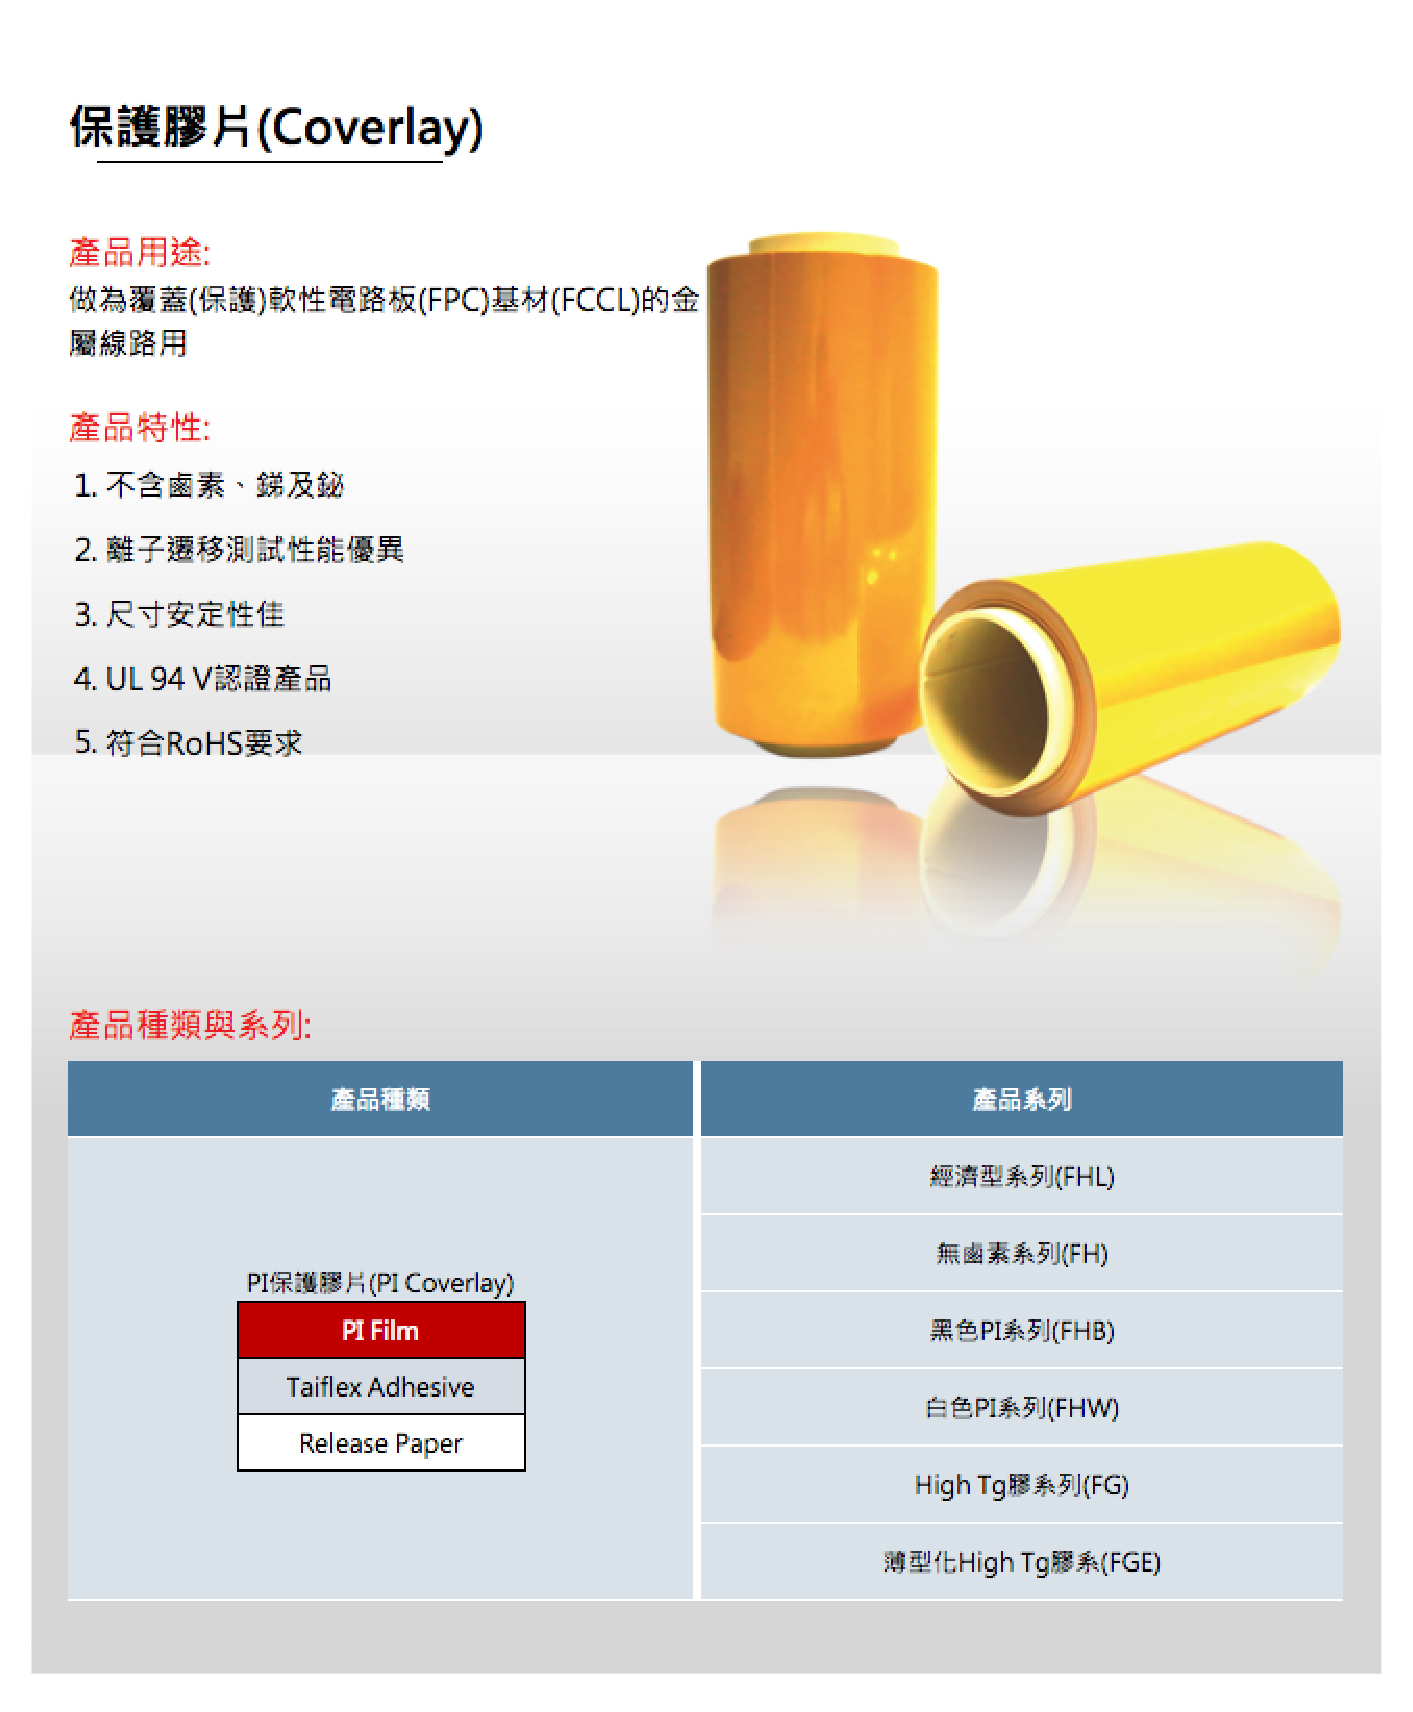 保護膠片(Coverlay)
產品用途:
做為覆蓋(保護)軟性電路板(FPC)基材(FCCL)的金
屬線路用
產品特性:
1. 不含鹵素、銻及鉍
2. 離子遷移測試性能優異
3. 尺寸安定性佳
4. UL 94 V認證產品
5. 符合RoHS要求
產品種類與系列:
產品種類
產品系列
PI保護膠片(PI Coverlay)
PI Film
Taiflex Adhesive
Release Paper
經濟型系列(FHL)
無鹵素系列(FH)
黑色PI系列(FHB)
白色PI系列(FHW)
High Tg膠系列(FG)
薄型化High Tg膠系(FGE)